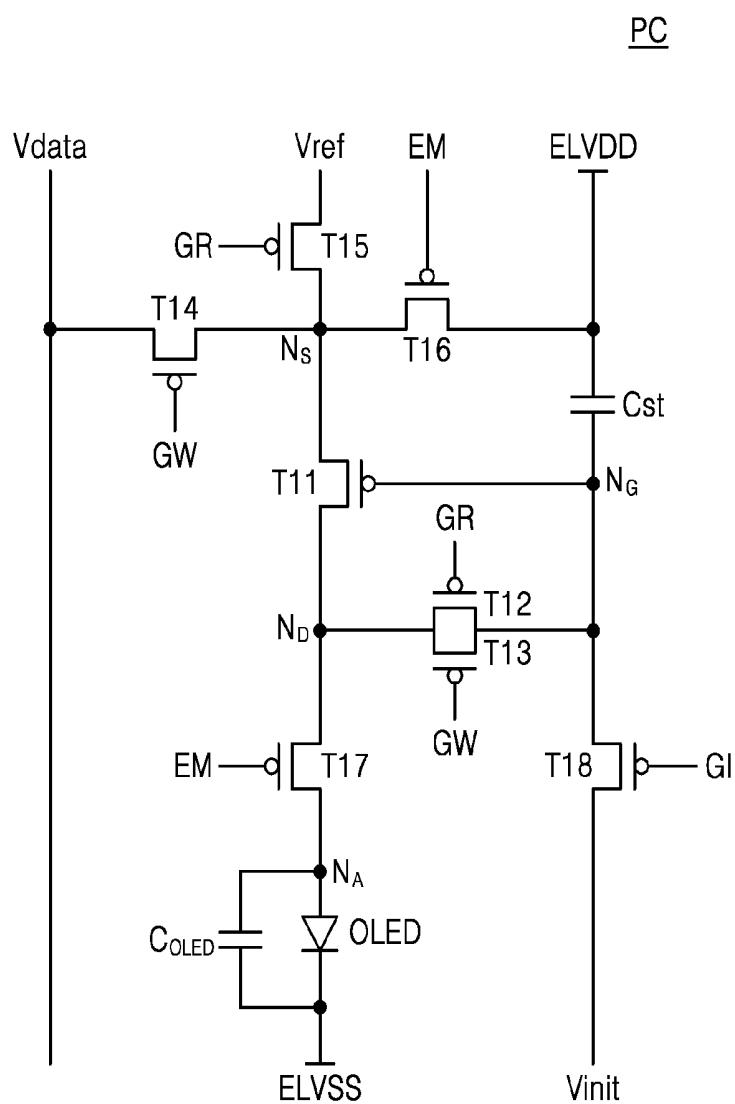 PC
Vdata
Vref
EM
ELVDD
GR
T15
T14
NS
T16
Cst
GW
T11
NG
GR
T12
ND
T13
GW
EM
T17
T18
GI
NA
COLED
OLED
ELVSS
Vinit